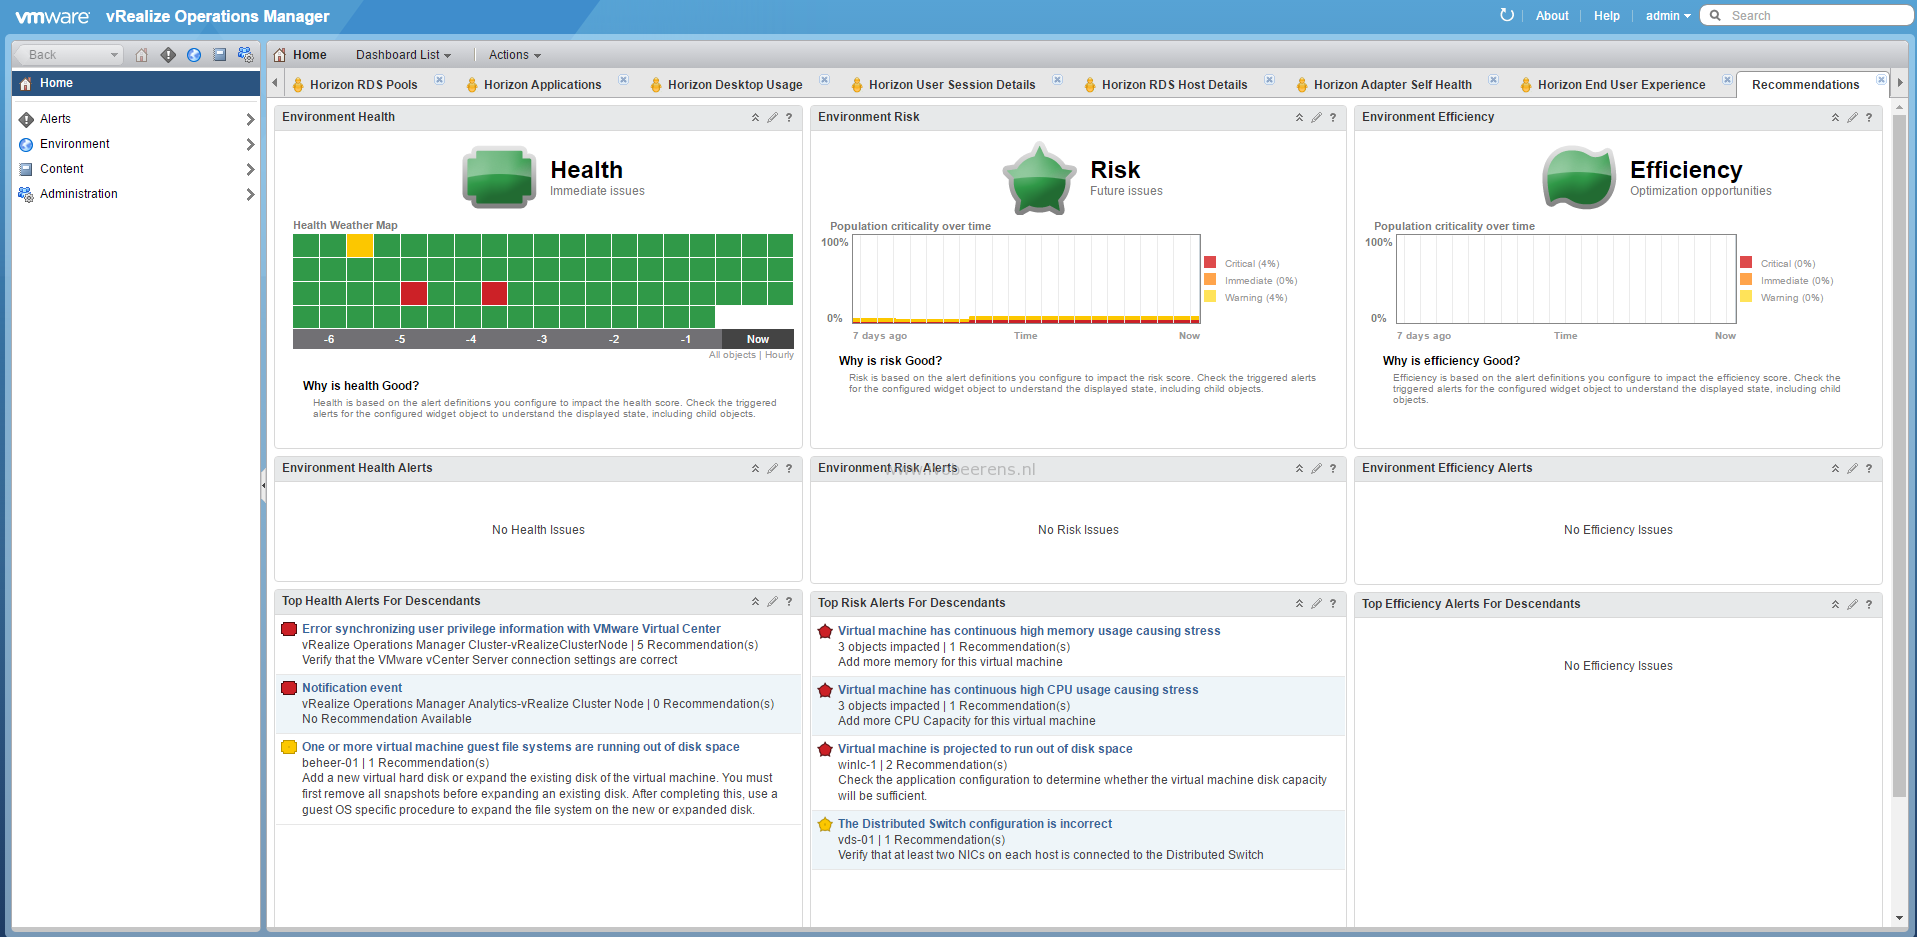 vmware vRealize Operations Manager
About Help admin Search
Back
Home Dashboard List Actions
Home
Alerts
Environment
Content
Administration
Horizon RDS Pools Horizon Applications Horizon Desktop Usage Horizon User Session Details Horizon RDS Host Details Horizon Adapter Self Health Horizon End User Experience Recommendations
Environment Health
Health
Immediate issues
Health Weather Map
-6 -5 -4 -3 -2 -1 Now
All objects | Hourly
Why is health Good?
Health is based on the alert definitions you configure to impact the health score. Check the triggered
alerts for the configured widget object to understand the displayed state, including child objects.
Environment Risk
Risk
Future issues
Population criticality over time
100%
0%
7 days ago Time Now
Critical (4%)
Immediate (0%)
Warning (4%)
Why is risk Good?
Risk is based on the alert definitions you configure to impact the risk score. Check the triggered alerts
for the configured widget object to understand the displayed state, including child objects.
Environment Efficiency
Efficiency
Optimization opportunities
Population criticality over time
100%
0%
7 days ago Time Now
Critical (0%)
Immediate (0%)
Warning (0%)
Why is efficiency Good?
Efficiency is based on the alert definitions you configure to impact the efficiency score. Check the
triggered alerts for the configured widget object to understand the displayed state, including child
objects.
Environment Health Alerts
No Health Issues
Environment Risk Alerts
No Risk Issues
Environment Efficiency Alerts
No Efficiency Issues
Top Health Alerts For Descendants
Error synchronizing user privilege information with VMware Virtual Center
vRealize Operations Manager Cluster-vRealizeClusterNode | 5 Recommendation(s)
Verify that the VMware vCenter Server connection settings are correct
Notification event
vRealize Operations Manager Analytics-vRealize Cluster Node | 0 Recommendation(s)
No Recommendation Available
One or more virtual machine guest file systems are running out of disk space
beheer-01 | 1 Recommendation(s)
Add a new virtual hard disk or expand the existing disk of the virtual machine. You must
first remove all snapshots before expanding an existing disk. After completing this, use a
guest OS specific procedure to expand the file system on the new or expanded disk.
Top Risk Alerts For Descendants
Virtual machine has continuous high memory usage causing stress
3 objects impacted | 1 Recommendation(s)
Add more memory for this virtual machine
Virtual machine has continuous high CPU usage causing stress
3 objects impacted | 1 Recommendation(s)
Add more CPU Capacity for this virtual machine
Virtual machine is projected to run out of disk space
winlc-1 | 2 Recommendation(s)
Check the application configuration to determine whether the virtual machine disk capacity
will be sufficient.
The Distributed Switch configuration is incorrect
vds-01 | 1 Recommendation(s)
Verify that at least two NICs on each host is connected to the Distributed Switch
Top Efficiency Alerts For Descendants
No Efficiency Issues